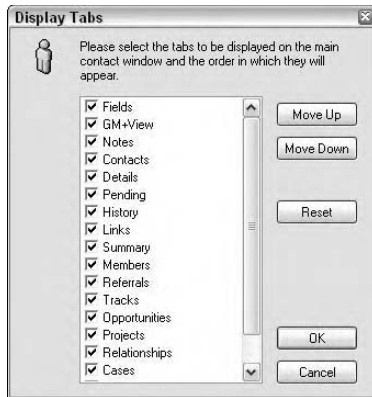 Display Tabs
Please select the tabs to be displayed on the main
contact window and the order in which they will
appear.
Fields
GM+View
Notes
Contacts
Details
Pending
History
Links
Summary
Members
Referrals
Tracks
Opportunities
Projects
Relationships
Cases
Move Up
Move Down
Reset
OK
Cancel